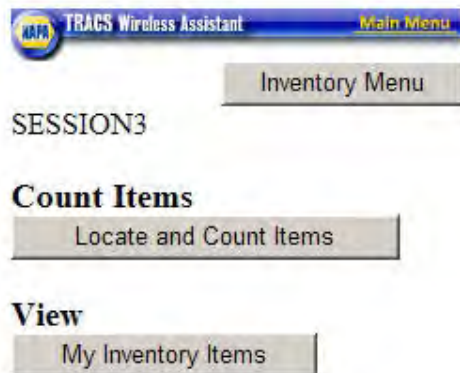 NAPA TRACS Wireless Assistant Main Menu
Inventory Menu
SESSION3
Count Items
Locate and Count Items
View
My Inventory Items